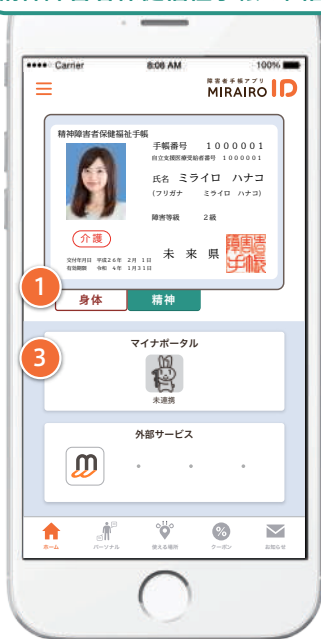 Carrier 8:08 AM 100%
障害者手帳アプリ
MIRAIRO ID
精神障害者保健福祉手帳
手帳番号 1000001
自立支援医療受給者番号 1000001
氏名 ミライロ ハナコ
(フリガナ ミライロ ハナコ)
障害等級 2級
介護
交付年月日 平成26年 2月 1日
有効期限 令和 4年 1月31日
未来県
障害者手帳
1
身体 精神
3
マイナポータル
未連携
外部サービス
m
ホーム パーソナル 使える場所 クーポン お知らせ